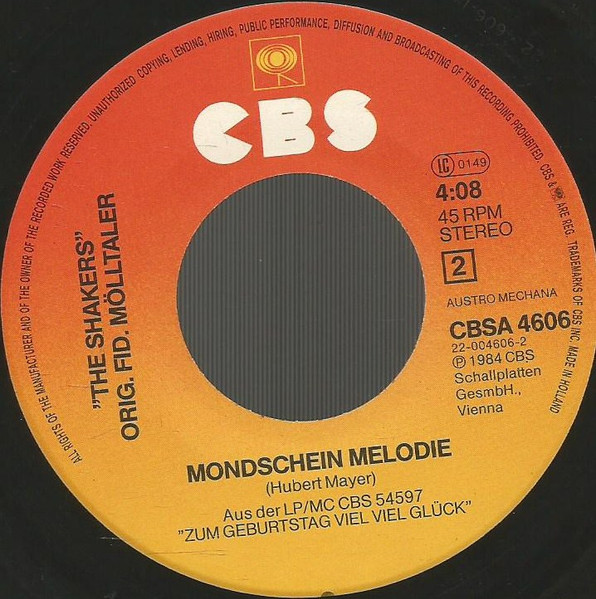 ALL RIGHTS OF THE MANUFACTURER AND OF THE OWNER OF THE RECORDED WORK RESERVED. UNAUTHORIZED COPYING, LENDING, HIRING, PUBLIC PERFORMANCE, DIFFUSION AND BROADCASTING OF THIS RECORDING PROHIBITED. CBS & ARE REG. TRADEMARKS OF CBS INC. MADE IN HOLLAND
CBS
LC 0149
4:08
45 RPM
STEREO
2
AUSTRO MECHANA
CBSA 4606
22-004606-2
Ⓟ 1984 CBS
Schallplatten
GesmbH.,
Vienna
"THE SHAKERS"
ORIG. FID. MÖLLTALER
MONDSCHEIN MELODIE
(Hubert Mayer)
Aus der LP/MC CBS 54597
"ZUM GEBURTSTAG VIEL VIEL GLÜCK"